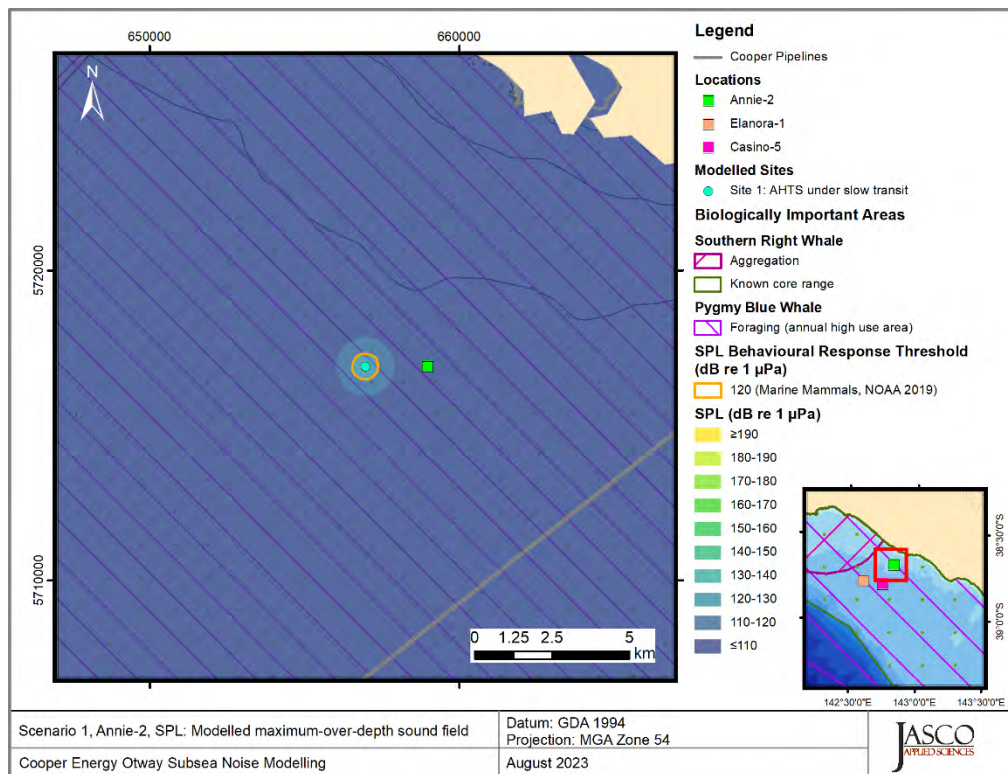 650000
660000
N
5720000
5710000
0 1.25 2.5 5
km
Legend
Cooper Pipelines
Locations
Annie-2
Elanora-1
Casino-5
Modelled Sites
Site 1: AHTS under slow transit
Biologically Important Areas
Southern Right Whale
Aggregation
Known core range
Pygmy Blue Whale
Foraging (annual high use area)
SPL Behavioural Response Threshold
(dB re 1 µPa)
120 (Marine Mammals, NOAA 2019)
SPL (dB re 1 µPa)
≥190
180-190
170-180
160-170
150-160
140-150
130-140
120-130
110-120
≤110
38°30'0"S
39°0'0"S
142°30'0"E 143°0'0"E 143°30'0"E
Scenario 1, Annie-2, SPL: Modelled maximum-over-depth sound field
Cooper Energy Otway Subsea Noise Modelling
Datum: GDA 1994
Projection: MGA Zone 54
August 2023
JASCO
APPLIED SCIENCES